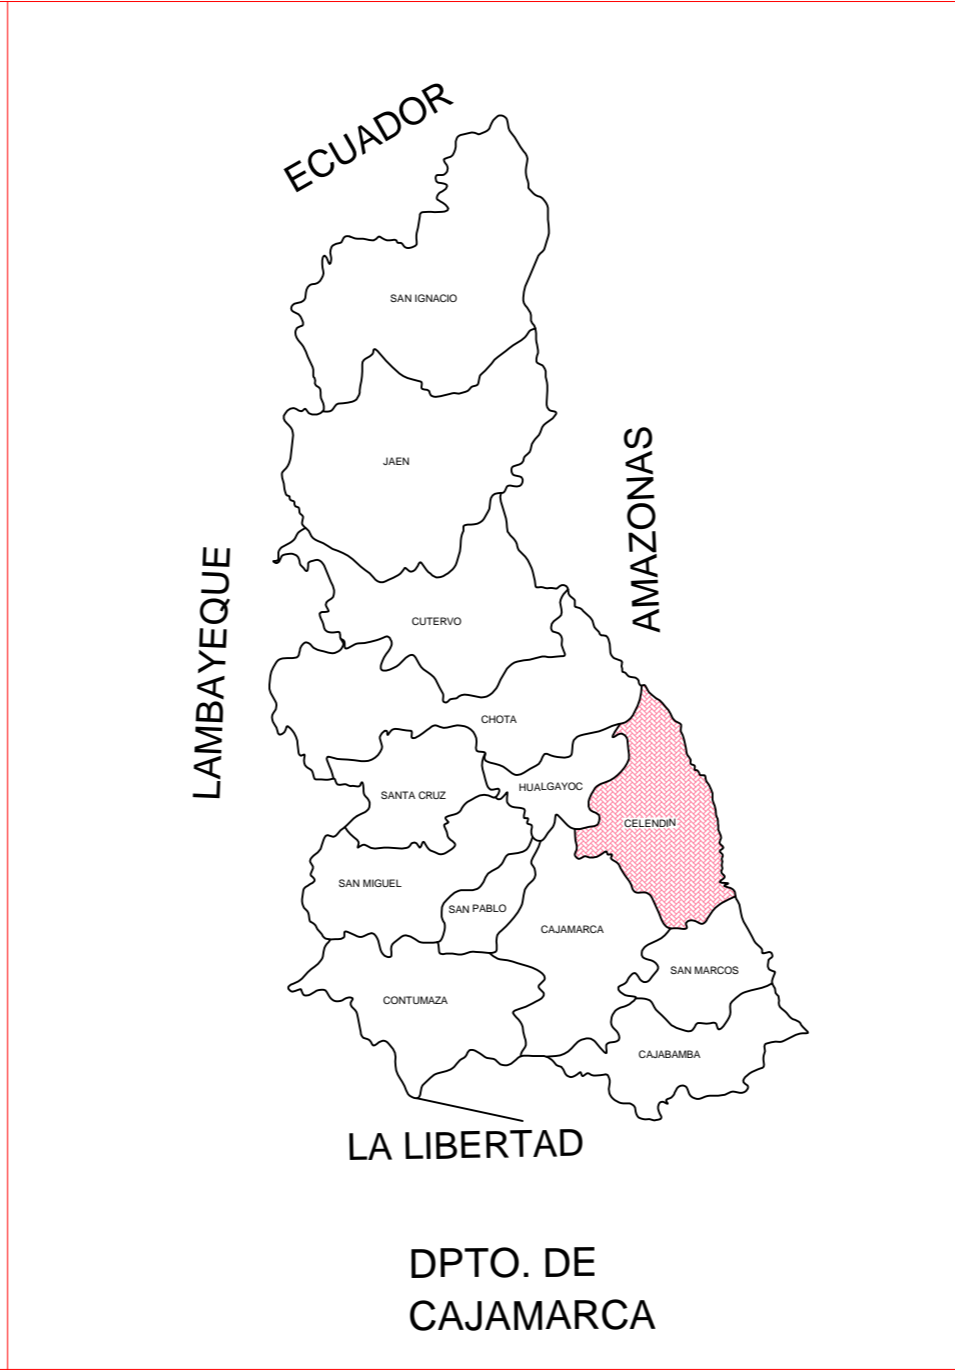 ECUADOR
SAN IGNACIO
JAEN
AMAZONAS
LAMBAYEQUE
CUTERVO
CHOTA
SANTA CRUZ
HUALGAYOC
CELENDIN
SAN MIGUEL
SAN PABLO
CAJAMARCA
SAN MARCOS
CONTUMAZA
CAJABAMBA
LA LIBERTAD
DPTO. DE
CAJAMARCA